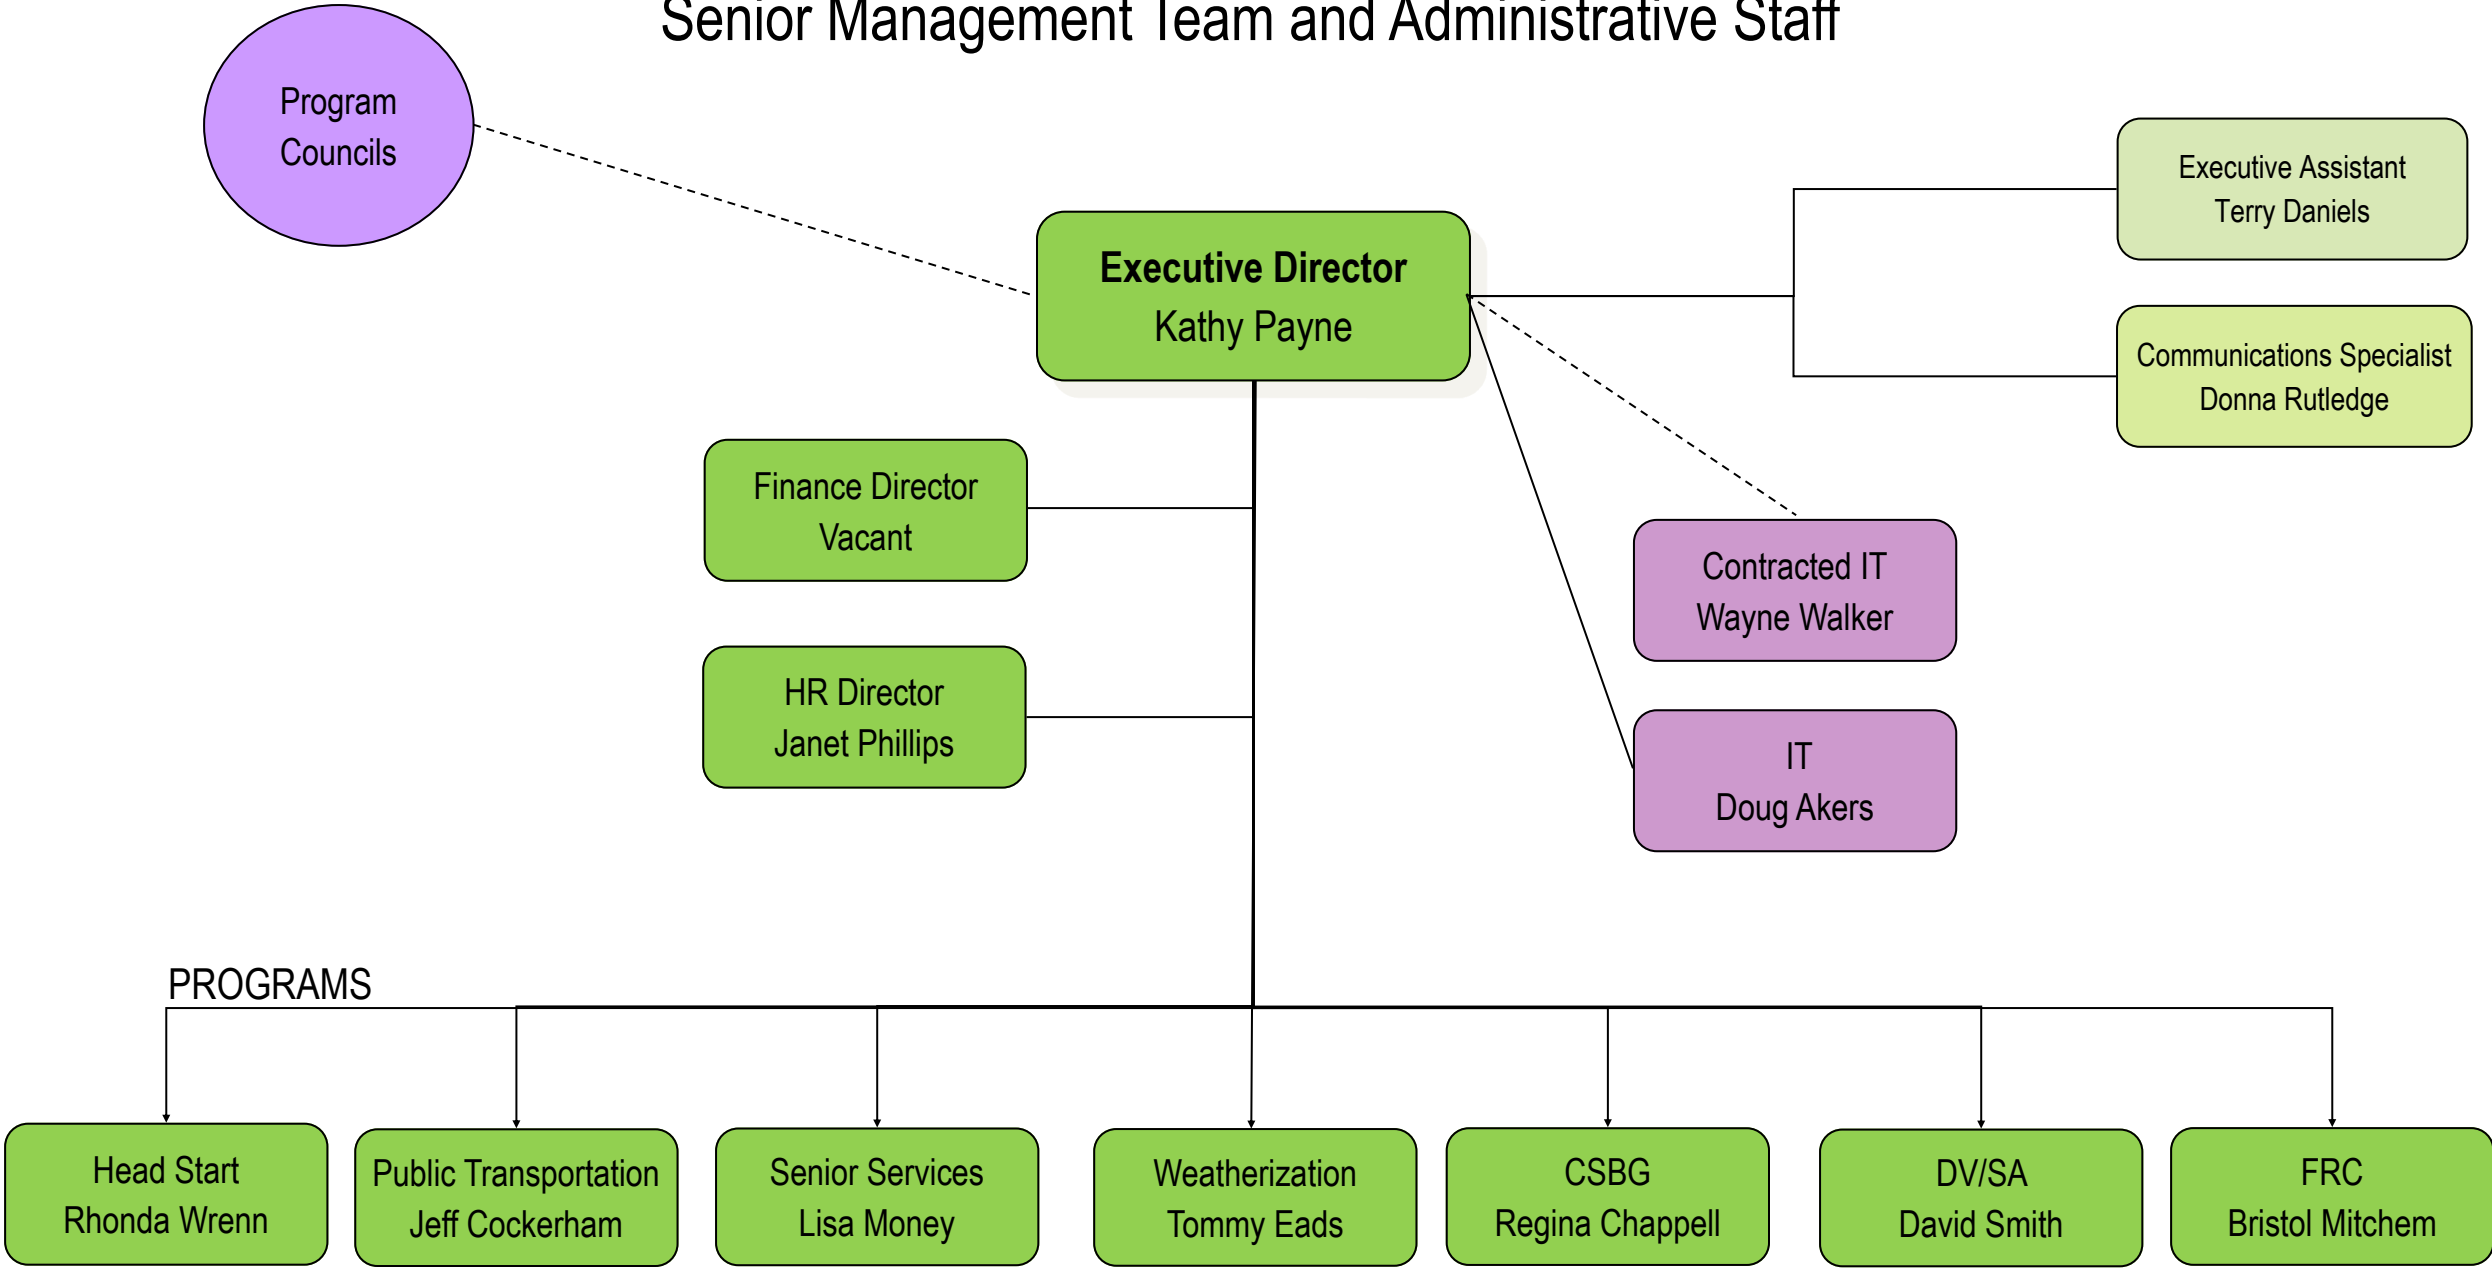 Senior Management Team and Administrative Staff
Program
Councils
Executive Assistant
Terry Daniels
Executive Director
Kathy Payne
Communications Specialist
Donna Rutledge
Finance Director
Vacant
Contracted IT
Wayne Walker
HR Director
Janet Phillips
IT
Doug Akers
PROGRAMS
Head Start
Rhonda Wrenn
Public Transportation
Jeff Cockerham
Senior Services
Lisa Money
Weatherization
Tommy Eads
CSBG
Regina Chappell
DV/SA
David Smith
FRC
Bristol Mitchem